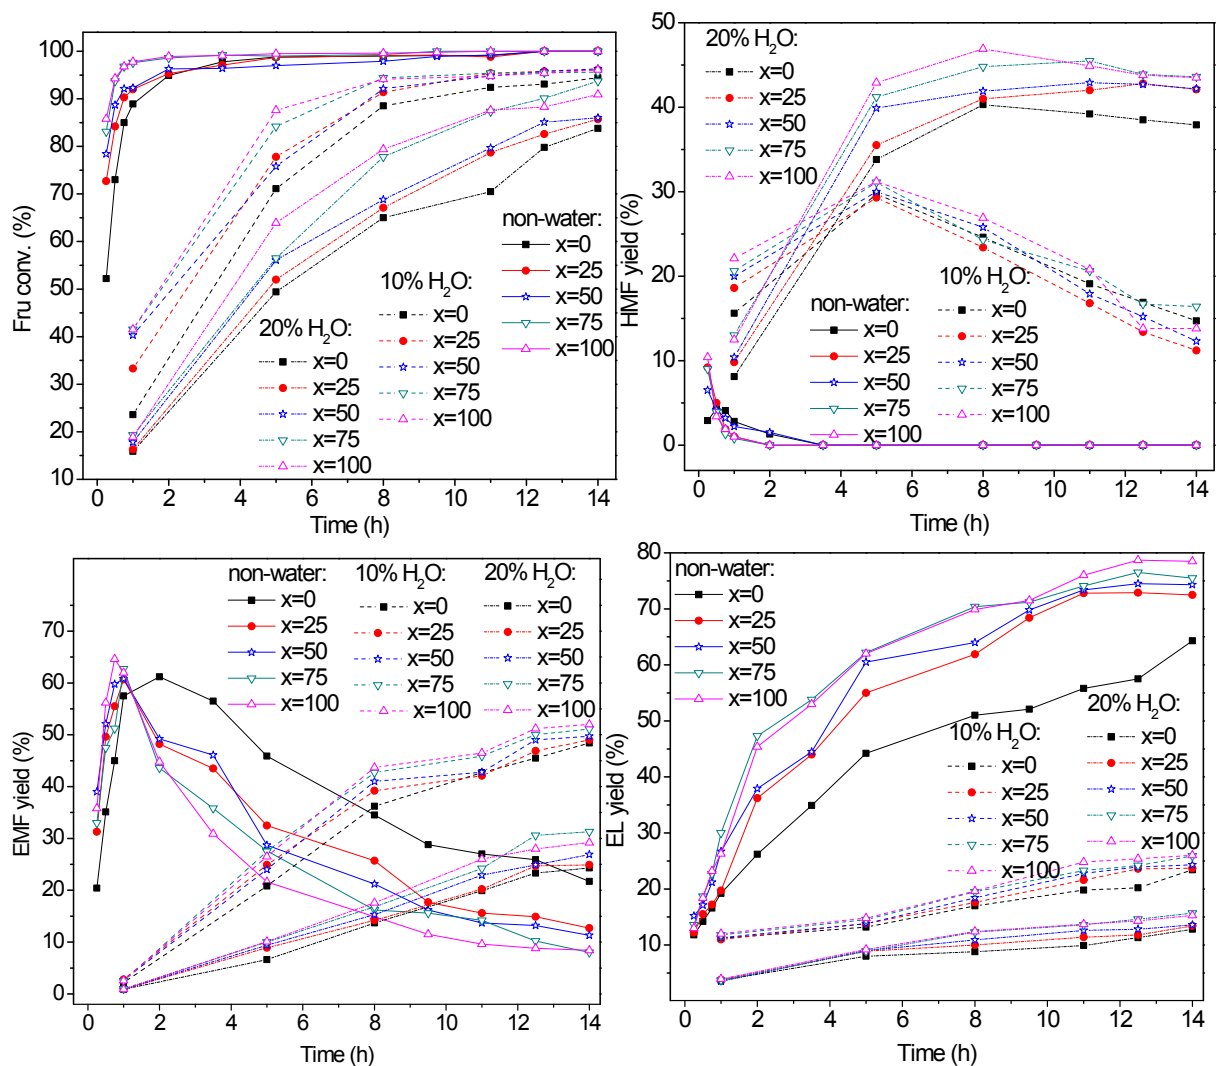 Fru conv. (%)
100
90
80
70
60
50
40
30
20
10
0 2 4 6 8 10 12 14
Time (h)
non-water:
x=0
x=25
x=50
x=75
x=100
10% H2O:
x=0
x=25
x=50
x=75
x=100
20% H2O:
x=0
x=25
x=50
x=75
x=100
HMF yield (%)
50
40
30
20
10
0
0 2 4 6 8 10 12 14
Time (h)
20% H2O:
x=0
x=25
x=50
x=75
x=100
non-water:
x=0
x=25
x=50
x=75
x=100
10% H2O:
x=0
x=25
x=50
x=75
x=100
EMF yield (%)
80
70
60
50
40
30
20
10
0
0 2 4 6 8 10 12 14
Time (h)
non-water:
x=0
x=25
x=50
x=75
x=100
10% H2O:
x=0
x=25
x=50
x=75
x=100
20% H2O:
x=0
x=25
x=50
x=75
x=100
EL yield (%)
80
70
60
50
40
30
20
10
0 2 4 6 8 10 12 14
Time (h)
non-water:
x=0
x=25
x=50
x=75
x=100
10% H2O:
x=0
x=25
x=50
x=75
x=100
20% H2O:
x=0
x=25
x=50
x=75
x=100